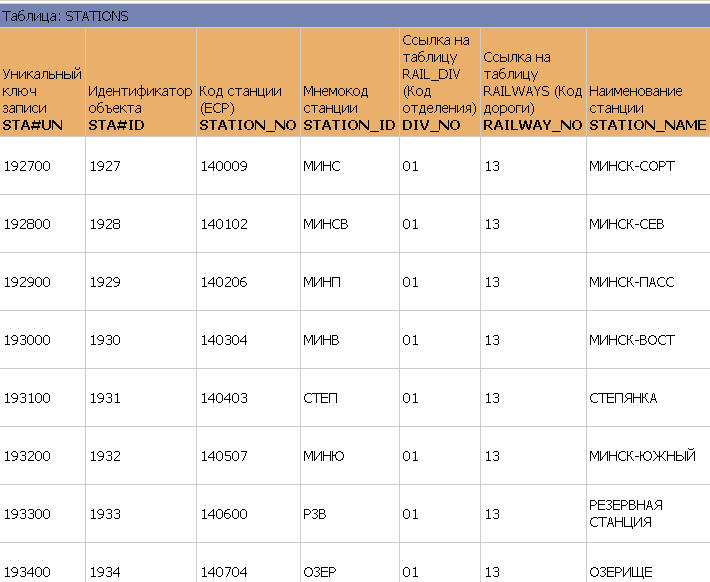 Таблица: STATIONS
Уникальный ключ записи STA#UN
Идентификатор объекта STA#ID
Код станции (ЕСР) STATION_NO
Мнемокод станции STATION_ID
Ссылка на таблицу RAIL_DIV (Код отделения) DIV_NO
Ссылка на таблицу RAILWAYS (Код дороги) RAILWAY_NO
Наименование станции STATION_NAME
192700 1927 140009 МИНС 01 13 МИНСК-СОРТ
192800 1928 140102 МИНСВ 01 13 МИНСК-СЕВ
192900 1929 140206 МИНП 01 13 МИНСК-ПАСС
193000 1930 140304 МИНВ 01 13 МИНСК-ВОСТ
193100 1931 140403 СТЕП 01 13 СТЕПЯНКА
193200 1932 140507 МИНЮ 01 13 МИНСК-ЮЖНЫЙ
193300 1933 140600 РЗВ 01 13 РЕЗЕРВНАЯ СТАНЦИЯ
193400 1934 140704 ОЗЕР 01 13 ОЗЕРИЩЕ